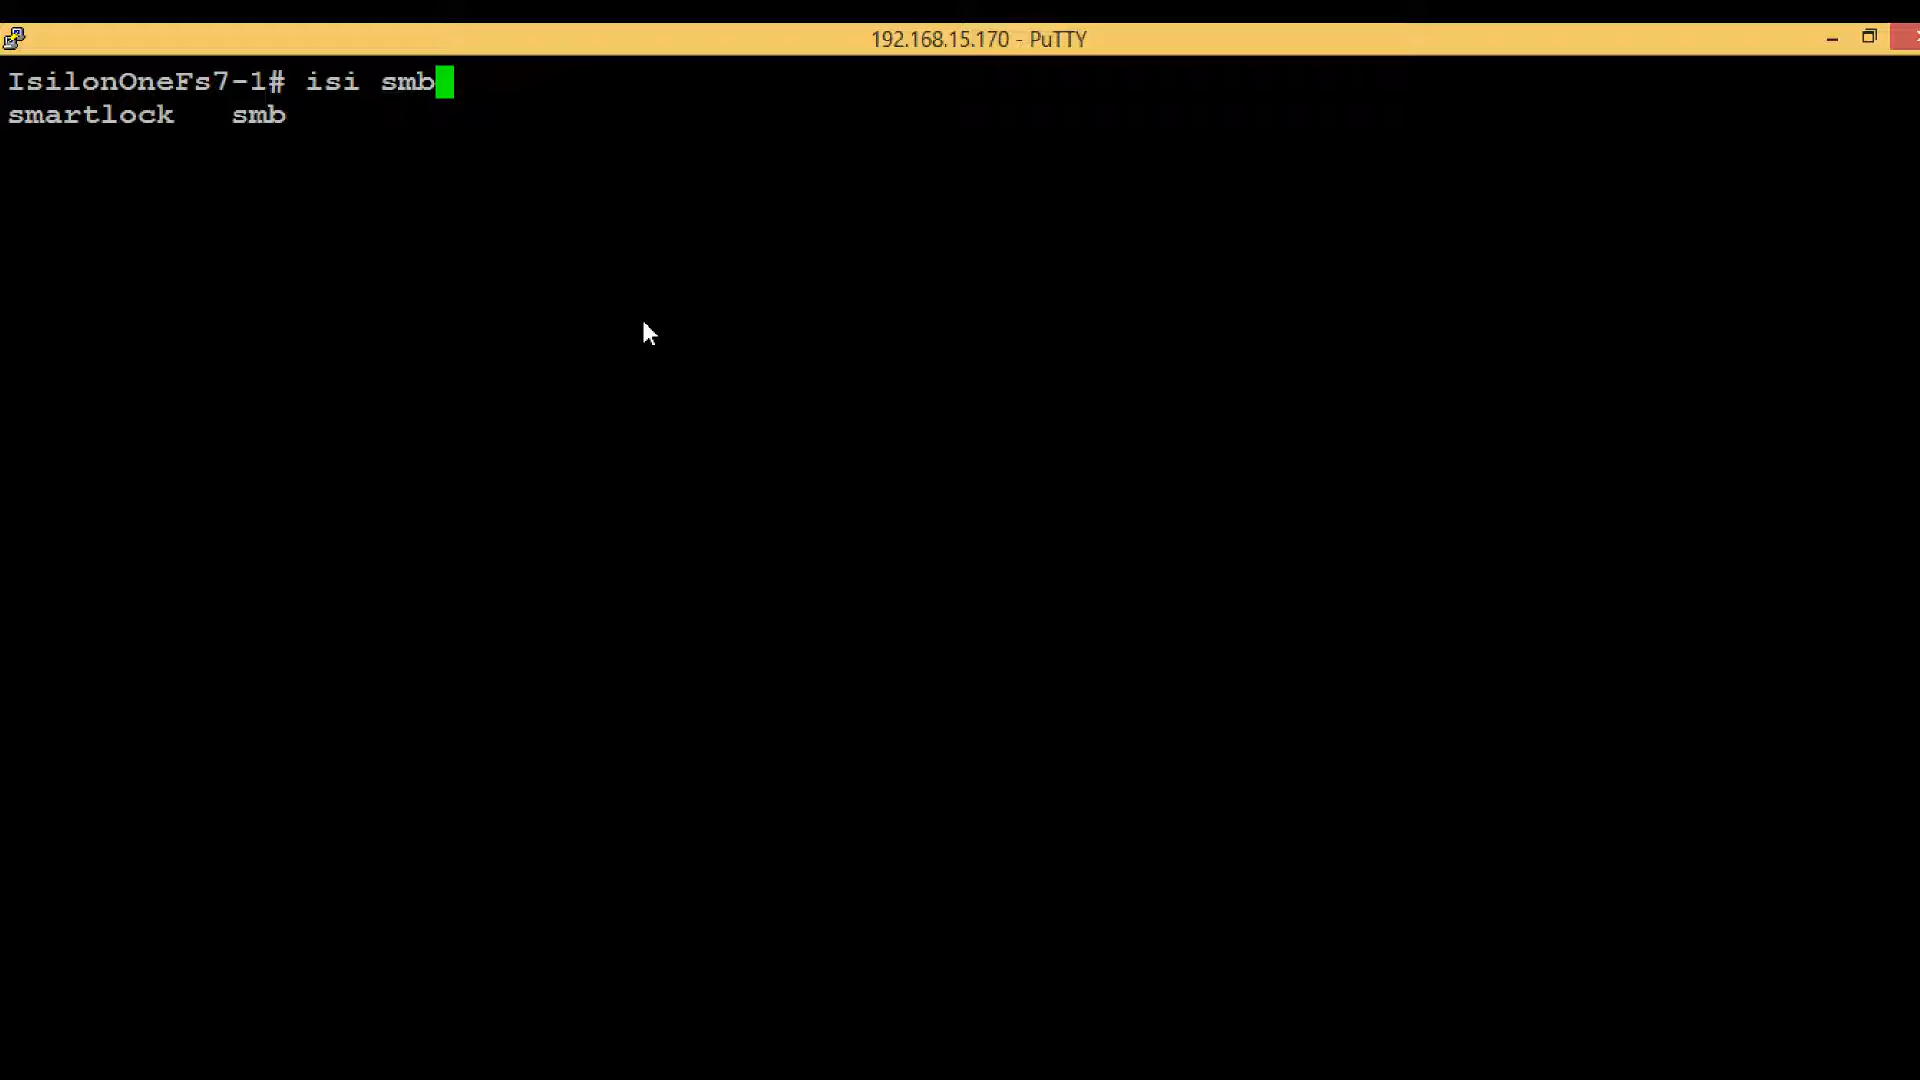 192.168.15.170 - PuTTY
IsilonOneFs7-1# isi smb
smartlock   smb